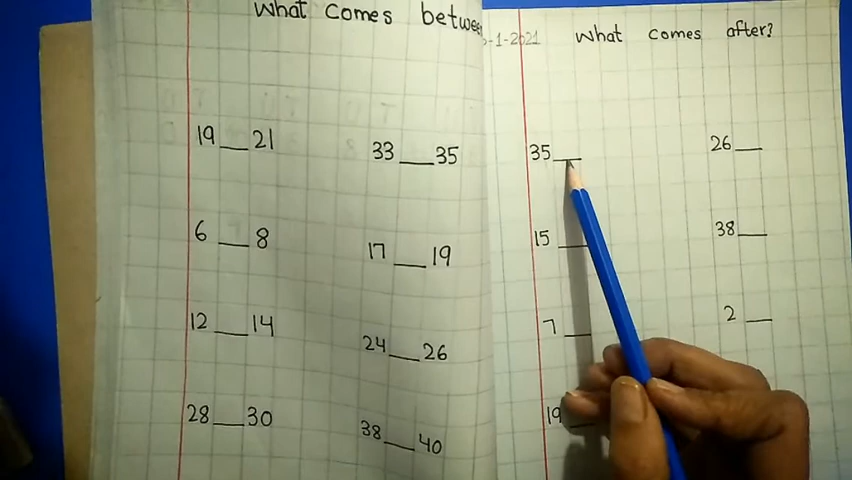 What comes between
19 __ 21 33 __ 35
6 __ 8 17 __ 19
12 __ 14 24 __ 26
28 __ 30 38 __ 40
-1-2021
What comes after?
35 __ 26 __
15 __ 38 __
7 __ 2 __
19 __